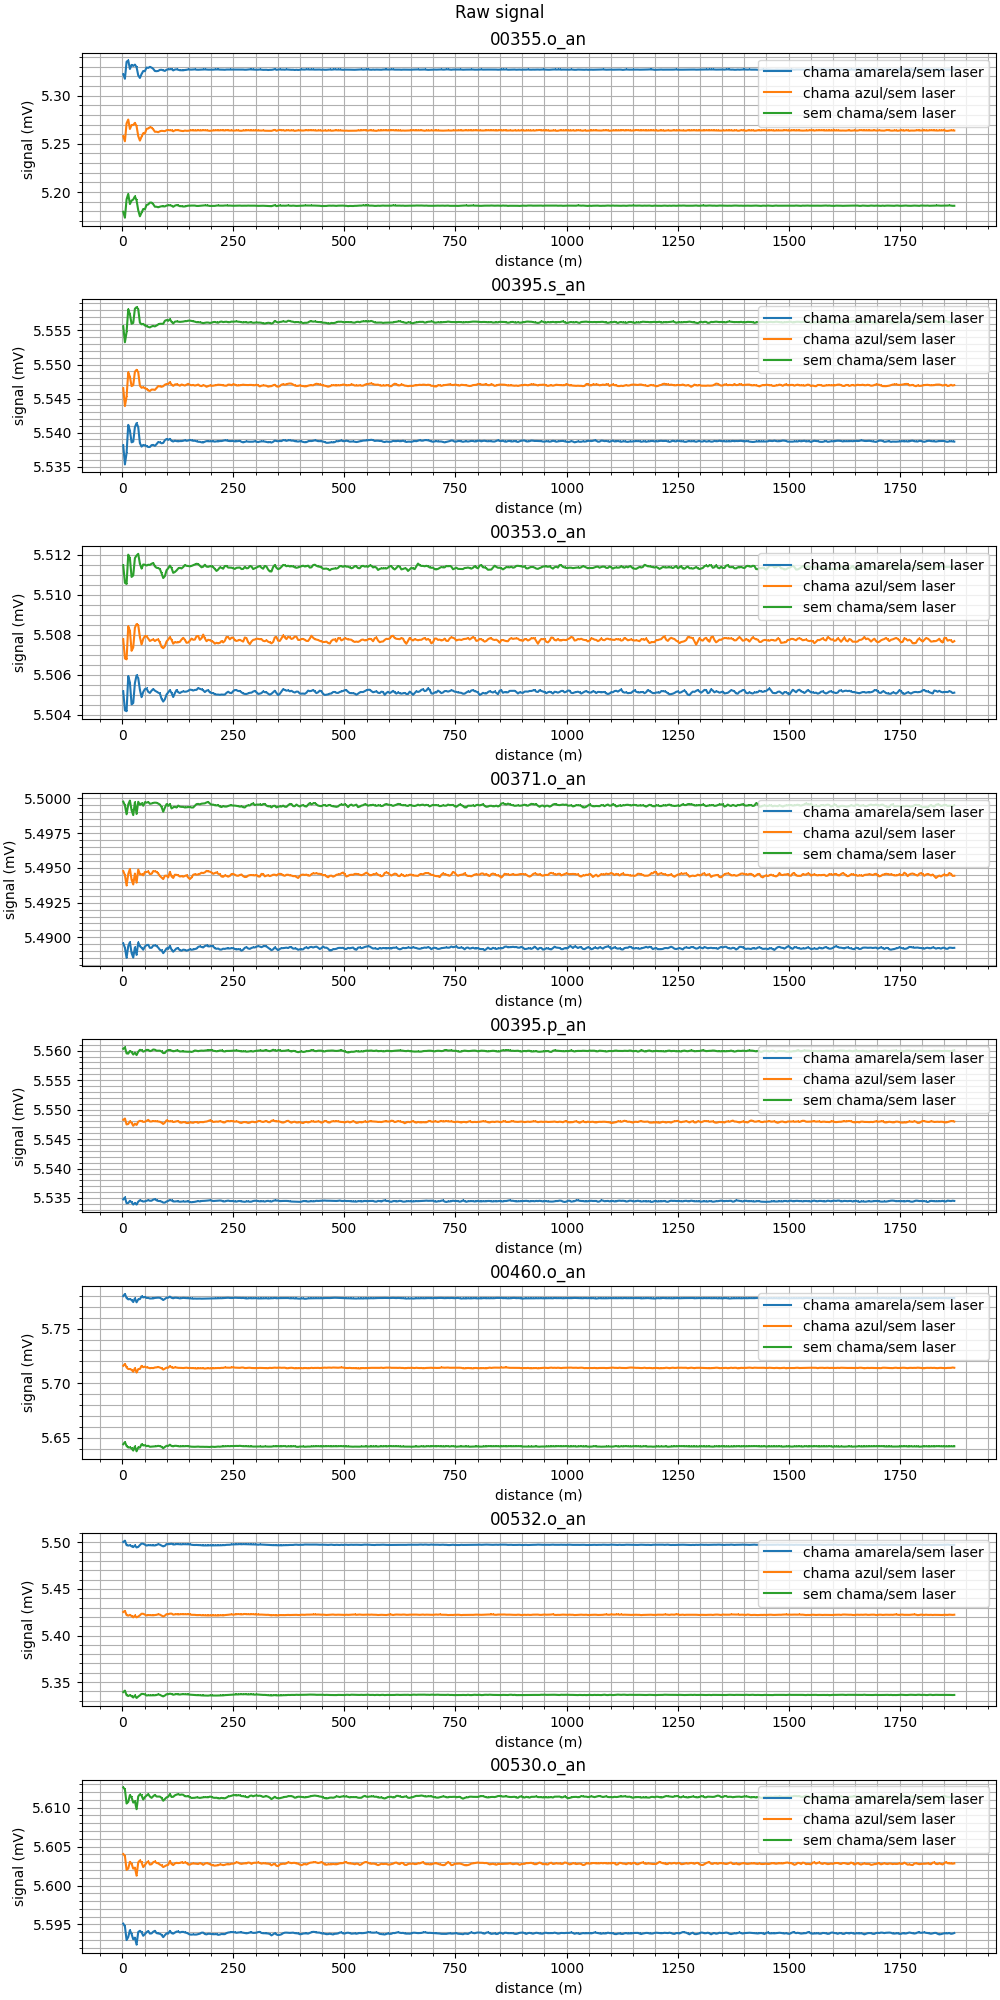 Raw signal
00355.o_an
signal (mV)
5.30
5.25
5.20
chama amarela/sem laser
chama azul/sem laser
sem chama/sem laser
0 250 500 750 1000 1250 1500 1750
distance (m)
00395.s_an
signal (mV)
5.555
5.550
5.545
5.540
5.535
chama amarela/sem laser
chama azul/sem laser
sem chama/sem laser
0 250 500 750 1000 1250 1500 1750
distance (m)
00353.o_an
signal (mV)
5.512
5.510
5.508
5.506
5.504
chama amarela/sem laser
chama azul/sem laser
sem chama/sem laser
0 250 500 750 1000 1250 1500 1750
distance (m)
00371.o_an
signal (mV)
5.5000
5.4975
5.4950
5.4925
5.4900
chama amarela/sem laser
chama azul/sem laser
sem chama/sem laser
0 250 500 750 1000 1250 1500 1750
distance (m)
00395.p_an
signal (mV)
5.560
5.555
5.550
5.545
5.540
5.535
chama amarela/sem laser
chama azul/sem laser
sem chama/sem laser
0 250 500 750 1000 1250 1500 1750
distance (m)
00460.o_an
signal (mV)
5.75
5.70
5.65
chama amarela/sem laser
chama azul/sem laser
sem chama/sem laser
0 250 500 750 1000 1250 1500 1750
distance (m)
00532.o_an
signal (mV)
5.50
5.45
5.40
5.35
chama amarela/sem laser
chama azul/sem laser
sem chama/sem laser
0 250 500 750 1000 1250 1500 1750
distance (m)
00530.o_an
signal (mV)
5.610
5.605
5.600
5.595
chama amarela/sem laser
chama azul/sem laser
sem chama/sem laser
0 250 500 750 1000 1250 1500 1750
distance (m)